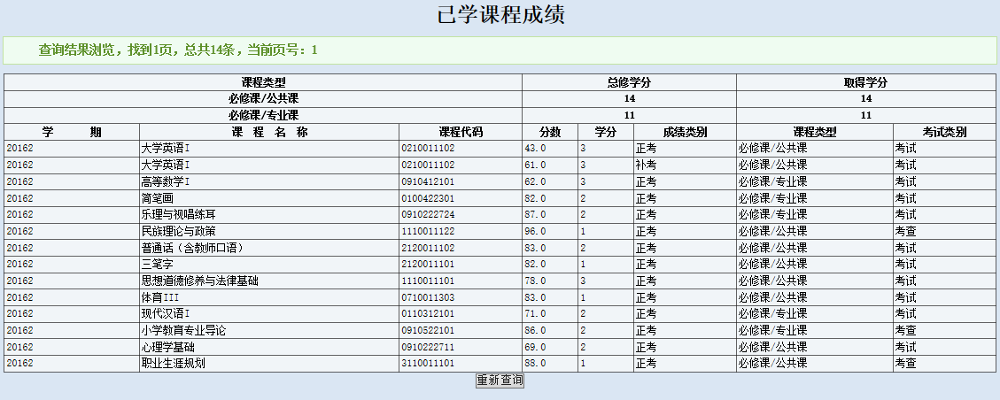 已学课程成绩
查询结果浏览，找到1页，总共14条，当前页号：1
课程类型 总修学分 取得学分
必修课/公共课 14 14
必修课/专业课 11 11
学 期 课 程 名 称 课程代码 分数 学分 成绩类别 课程类型 考试类别
20162 大学英语I 0210011102 43.0 3 正考 必修课/公共课 考试
20162 大学英语I 0210011102 61.0 3 补考 必修课/公共课 考试
20162 高等数学I 0910412101 62.0 3 正考 必修课/专业课 考试
20162 简笔画 0100422301 82.0 2 正考 必修课/专业课 考试
20162 乐理与视唱练耳 0910222724 87.0 2 正考 必修课/专业课 考试
20162 民族理论与政策 1110011122 96.0 1 正考 必修课/公共课 考查
20162 普通话（含教师口语） 2120011102 83.0 2 正考 必修课/公共课 考试
20162 三笔字 2120011101 82.0 1 正考 必修课/公共课 考试
20162 思想道德修养与法律基础 1110011101 78.0 3 正考 必修课/公共课 考试
20162 体育III 0710011303 83.0 1 正考 必修课/公共课 考试
20162 现代汉语I 0110312101 71.0 2 正考 必修课/专业课 考试
20162 小学教育专业导论 0910522101 86.0 2 正考 必修课/专业课 考查
20162 心理学基础 0910222711 69.0 2 正考 必修课/公共课 考试
20162 职业生涯规划 3110011101 88.0 1 正考 必修课/公共课 考查
重新查询